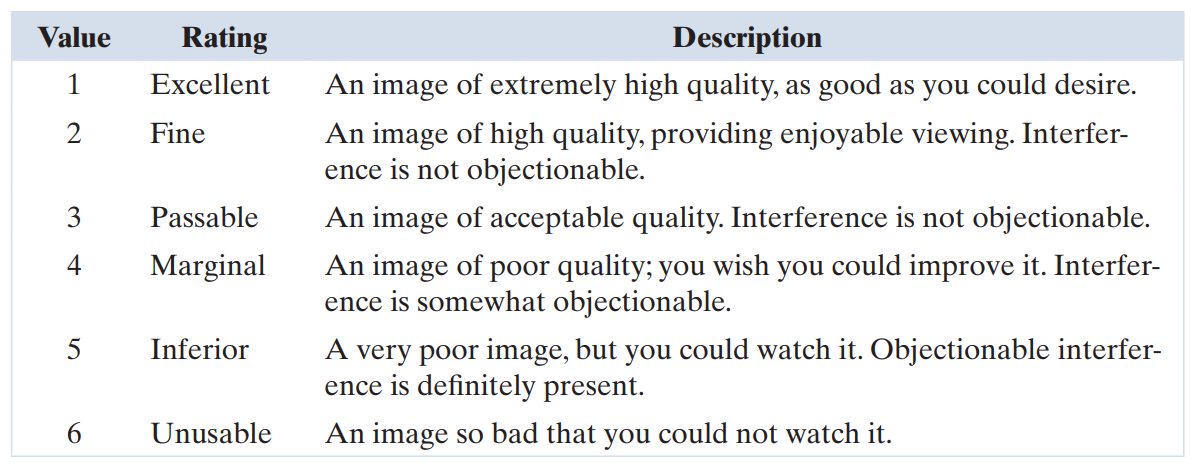 Value Rating Description
1 Excellent An image of extremely high quality, as good as you could desire.
2 Fine An image of high quality, providing enjoyable viewing. Interfer-
ence is not objectionable.
3 Passable An image of acceptable quality. Interference is not objectionable.
4 Marginal An image of poor quality; you wish you could improve it. Interfer-
ence is somewhat objectionable.
5 Inferior A very poor image, but you could watch it. Objectionable interfer-
ence is definitely present.
6 Unusable An image so bad that you could not watch it.